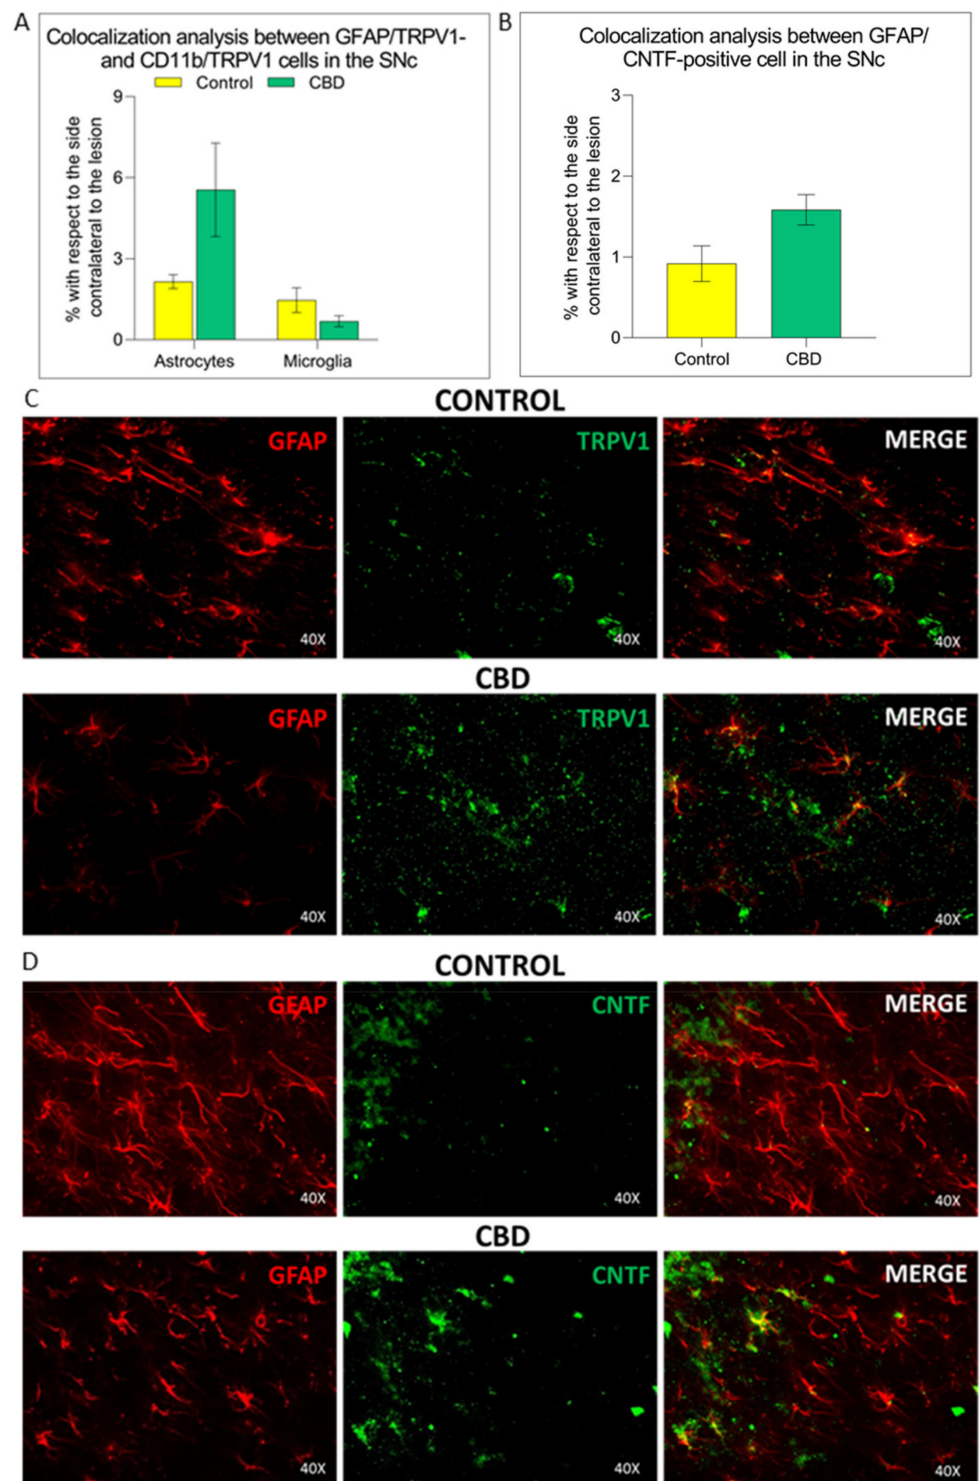 A
Colocalization analysis between GFAP/TRPV1-
and CD11b/TRPV1 cells in the SNc
Control CBD
% with respect to the side
contralateral to the lesion
9
6
3
0
Astrocytes Microglia
B
Colocalization analysis between GFAP/
CNTF-positive cell in the SNc
% with respect to the side
contralateral to the lesion
3
2
1
0
Control CBD
C
CONTROL
GFAP TRPV1 MERGE
40X 40X 40X
CBD
GFAP TRPV1 MERGE
40X 40X 40X
D
CONTROL
GFAP CNTF MERGE
40X 40X 40X
CBD
GFAP CNTF MERGE
40X 40X 40X